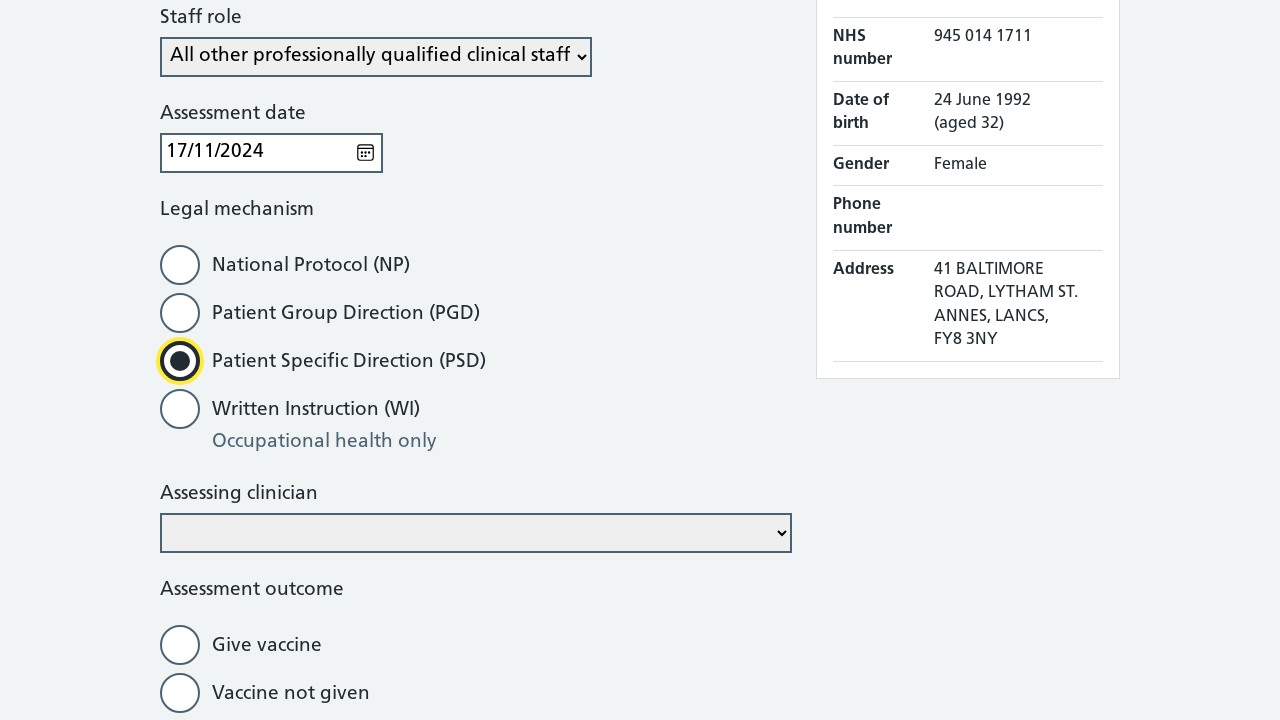 Staff role
All other professionally qualified clinical staff
Assessment date
17/11/2024
Legal mechanism
National Protocol (NP)
Patient Group Direction (PGD)
Patient Specific Direction (PSD)
Written Instruction (WI)
Occupational health only
Assessing clinician
Assessment outcome
Give vaccine
Vaccine not given
NHS number
945 014 1711
Date of birth
24 June 1992
(aged 32)
Gender
Female
Phone number
Address
41 BALTIMORE
ROAD, LYTHAM ST.
ANNES, LANCS,
FY8 3NY